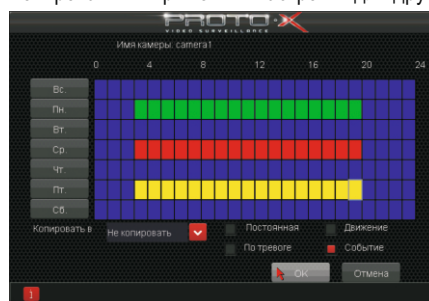 PROTO-X
VIDEO SURVEILLANCE
Имя камеры: camera1
0 4 8 12 16 20 24
Вс.
Пн.
Вт.
Ср.
Чт.
Пт.
Сб.
Копировать в Не копировать Постоянная Движение
По тревоге Событие
OK Отмена
1